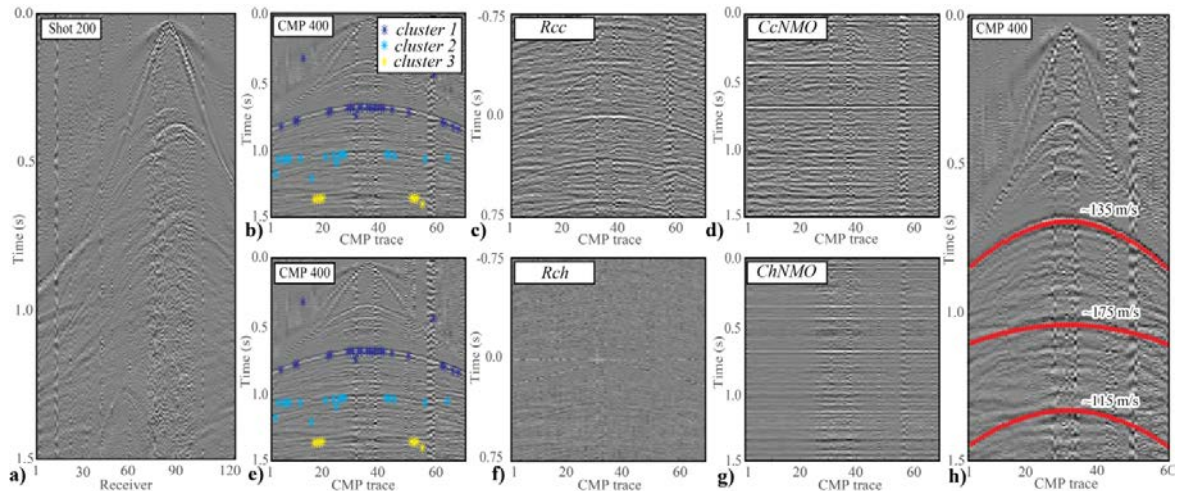 a)
Shot 200
Time (s)
0.0
0.5
1.0
1.5
1 30 60 90 120
Receiver
b)
CMP 400
cluster 1
cluster 2
cluster 3
Time (s)
0.0
0.5
1.0
1.5
1 20 40 60
CMP trace
c)
Rcc
Time (s)
-0.75
0.0
0.75
1 20 40 60
CMP trace
d)
CcNMO
Time (s)
0.0
0.5
1.0
1.5
1 20 40 60
CMP trace
e)
CMP 400
Time (s)
0.0
0.5
1.0
1.5
1 20 40 60
CMP trace
f)
Rch
Time (s)
-0.75
0.0
0.75
1 20 40 60
CMP trace
g)
ChNMO
Time (s)
0.0
0.5
1.0
1.5
1 20 40 60
CMP trace
h)
CMP 400
Time (s)
0.0
0.5
1.0
1.5
~135 m/s
~175 m/s
~115 m/s
1 20 40 60
CMP trace